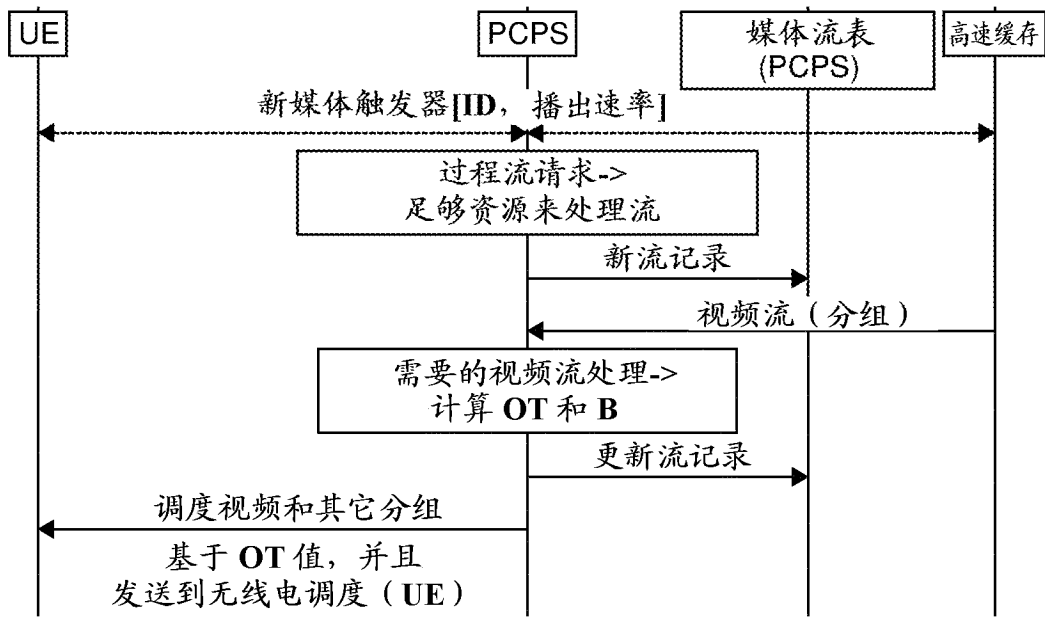 UE
PCPS
媒体流表
(PCPS)
高速缓存
新媒体触发器[ID，播出速率]
过程流请求->
足够资源来处理流
新流记录
视频流（分组）
需要的视频流处理->
计算 OT 和 B
更新流记录
调度视频和其它分组
基于 OT 值，并且
发送到无线电调度（UE）